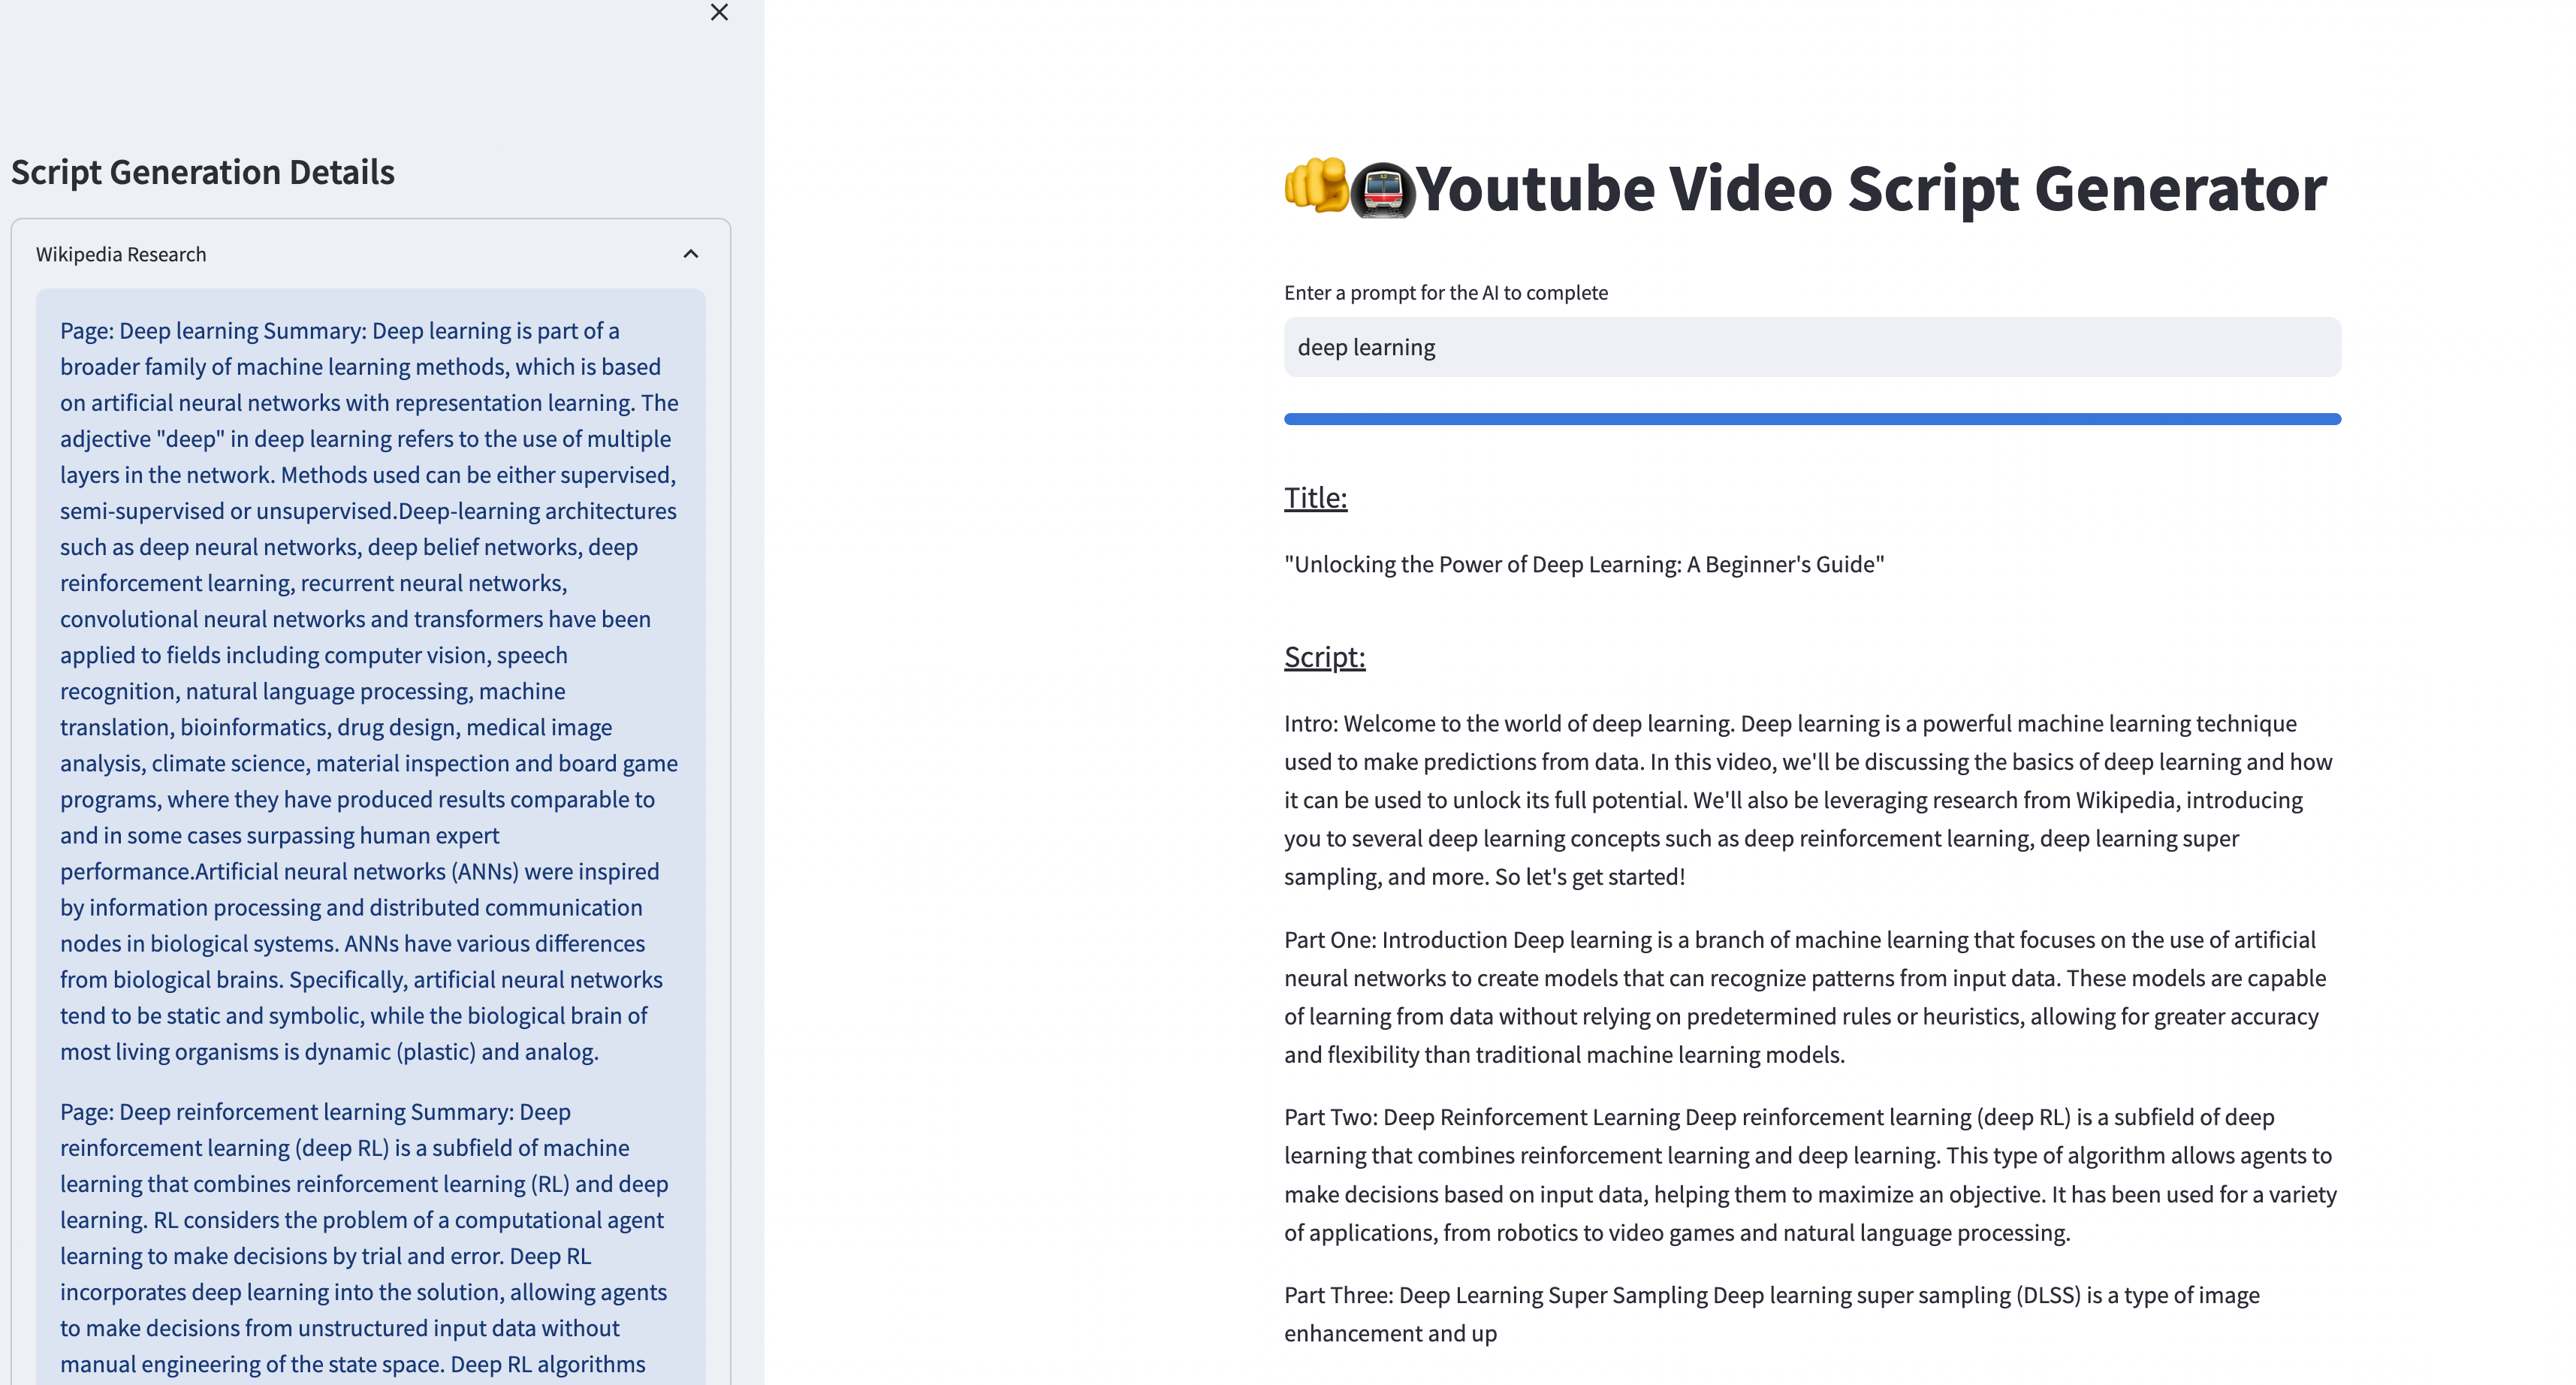 Script Generation Details
Wikipedia Research
Page: Deep learning Summary: Deep learning is part of a
broader family of machine learning methods, which is based
on artificial neural networks with representation learning. The
adjective "deep" in deep learning refers to the use of multiple
layers in the network. Methods used can be either supervised,
semi-supervised or unsupervised.Deep-learning architectures
such as deep neural networks, deep belief networks, deep
reinforcement learning, recurrent neural networks,
convolutional neural networks and transformers have been
applied to fields including computer vision, speech
recognition, natural language processing, machine
translation, bioinformatics, drug design, medical image
analysis, climate science, material inspection and board game
programs, where they have produced results comparable to
and in some cases surpassing human expert
performance.Artificial neural networks (ANNs) were inspired
by information processing and distributed communication
nodes in biological systems. ANNs have various differences
from biological brains. Specifically, artificial neural networks
tend to be static and symbolic, while the biological brain of
most living organisms is dynamic (plastic) and analog.
Page: Deep reinforcement learning Summary: Deep
reinforcement learning (deep RL) is a subfield of machine
learning that combines reinforcement learning (RL) and deep
learning. RL considers the problem of a computational agent
learning to make decisions by trial and error. Deep RL
incorporates deep learning into the solution, allowing agents
to make decisions from unstructured input data without
manual engineering of the state space. Deep RL algorithms
Youtube Video Script Generator
Enter a prompt for the AI to complete
deep learning
Title:
"Unlocking the Power of Deep Learning: A Beginner's Guide"
Script:
Intro: Welcome to the world of deep learning. Deep learning is a powerful machine learning technique
used to make predictions from data. In this video, we'll be discussing the basics of deep learning and how
it can be used to unlock its full potential. We'll also be leveraging research from Wikipedia, introducing
you to several deep learning concepts such as deep reinforcement learning, deep learning super
sampling, and more. So let's get started!
Part One: Introduction Deep learning is a branch of machine learning that focuses on the use of artificial
neural networks to create models that can recognize patterns from input data. These models are capable
of learning from data without relying on predetermined rules or heuristics, allowing for greater accuracy
and flexibility than traditional machine learning models.
Part Two: Deep Reinforcement Learning Deep reinforcement learning (deep RL) is a subfield of deep
learning that combines reinforcement learning and deep learning. This type of algorithm allows agents to
make decisions based on input data, helping them to maximize an objective. It has been used for a variety
of applications, from robotics to video games and natural language processing.
Part Three: Deep Learning Super Sampling Deep learning super sampling (DLSS) is a type of image
enhancement and up